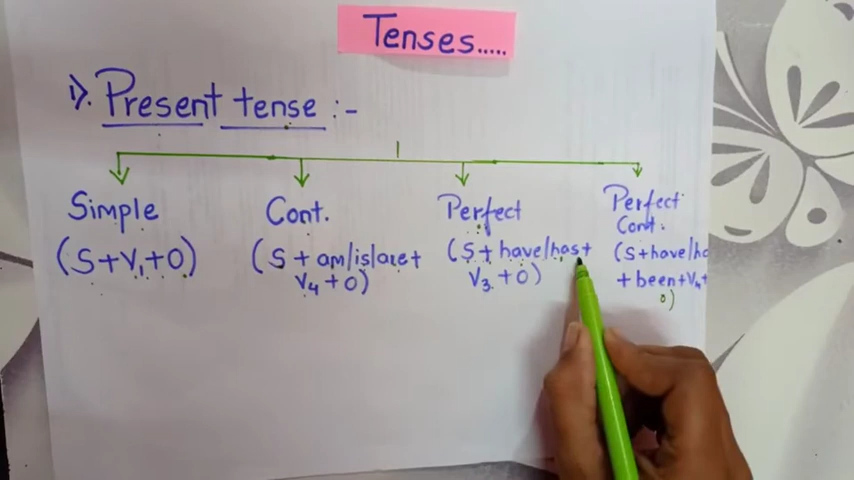 Tenses.....
1). Present tense :-
Simple
(S+V₁+O)
Cont.
(S + am/is/are+
V₄ + O)
Perfect
(S + have/has+
V₃ + O)
Perfect
Cont.
(S+have/ha
+ been+V₄+
O)